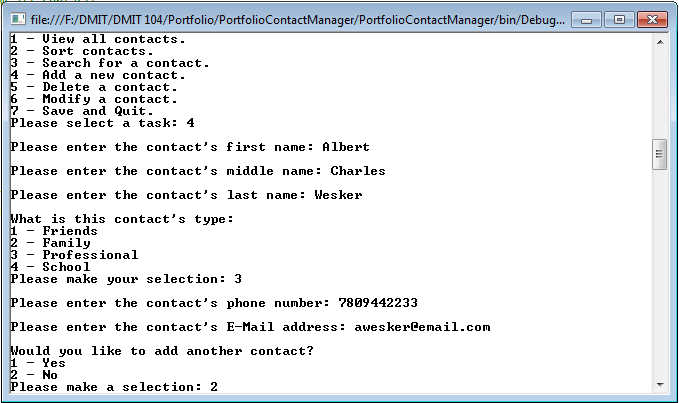 file:///F:/DMIT/DMIT 104/Portfolio/PortfolioContactManager/PortfolioContactManager/bin/Debug...
1 - View all contacts.
2 - Sort contacts.
3 - Search for a contact.
4 - Add a new contact.
5 - Delete a contact.
6 - Modify a contact.
7 - Save and Quit.
Please select a task: 4
Please enter the contact's first name: Albert
Please enter the contact's middle name: Charles
Please enter the contact's last name: Wesker
What is this contact's type:
1 - Friends
2 - Family
3 - Professional
4 - School
Please make your selection: 3
Please enter the contact's phone number: 7809442233
Please enter the contact's E-Mail address: awesker@email.com
Would you like to add another contact?
1 - Yes
2 - No
Please make a selection: 2